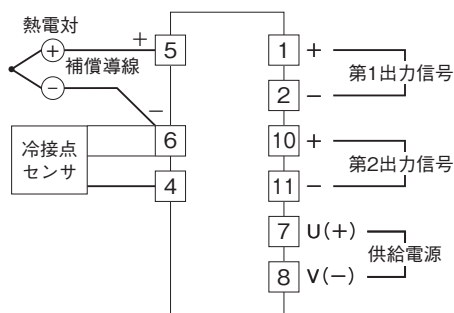 熱電対
+ + 5
補償導線
− −
6
冷接点
センサ
4
1 +
第1出力信号
2 −
10 +
第2出力信号
11 −
7 U(+)
供給電源
8 V(−)